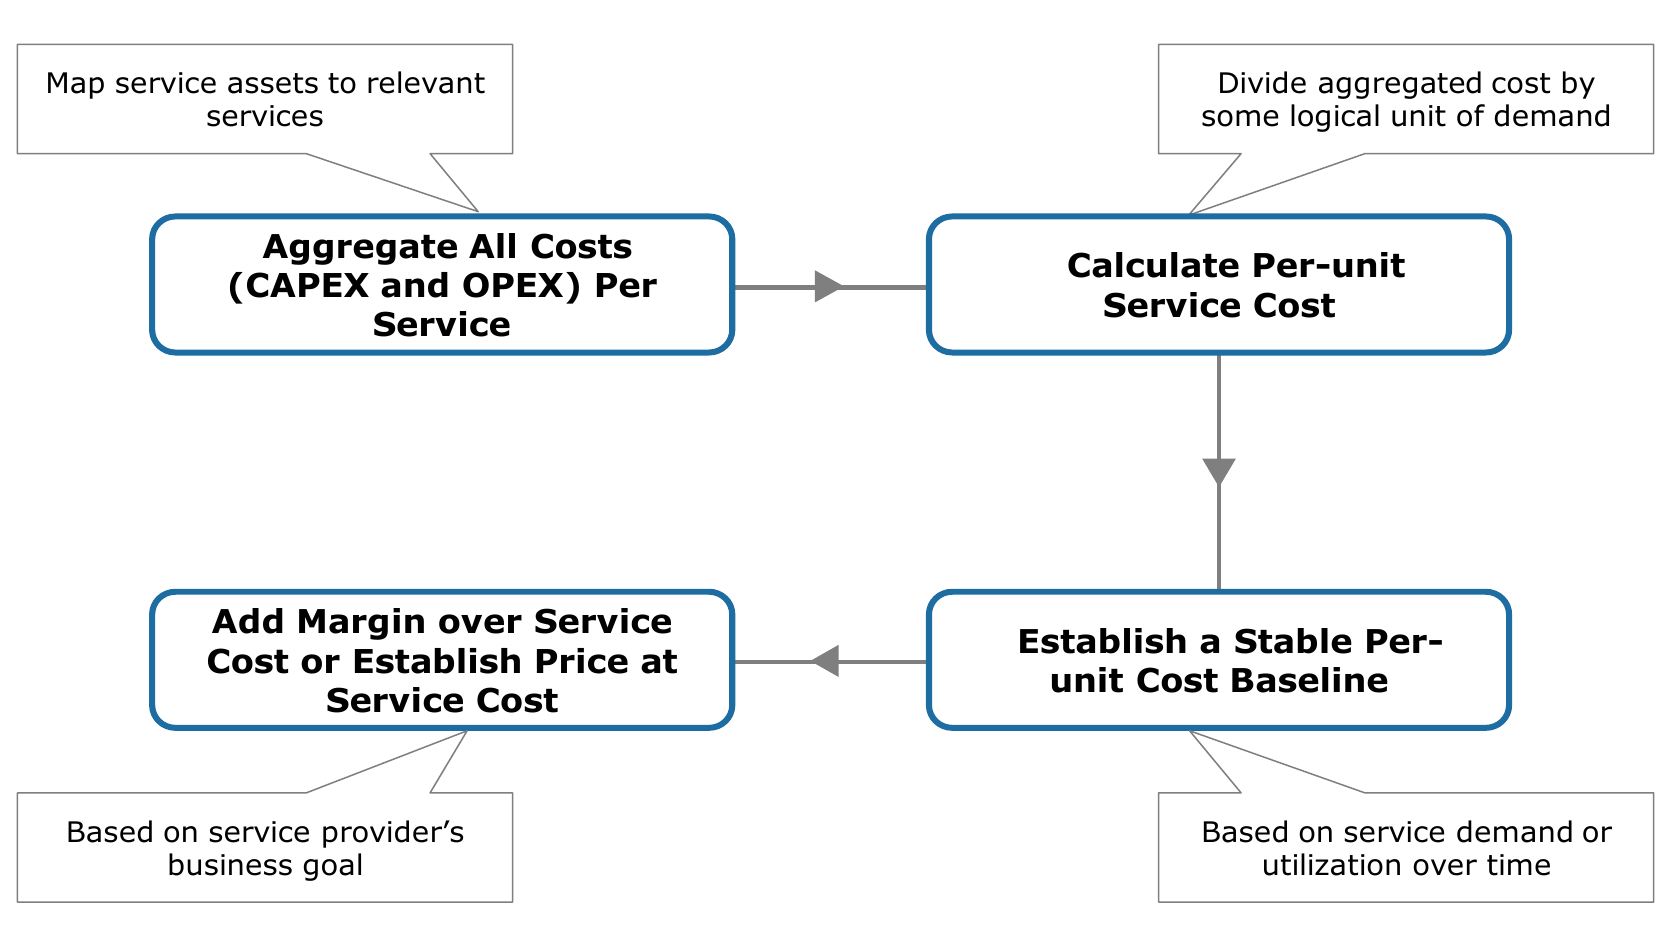 Map service assets to relevant
services
Divide aggregated cost by
some logical unit of demand
Aggregate All Costs
(CAPEX and OPEX) Per
Service
Calculate Per-unit
Service Cost
Add Margin over Service
Cost or Establish Price at
Service Cost
Establish a Stable Per-
unit Cost Baseline
Based on service provider’s
business goal
Based on service demand or
utilization over time